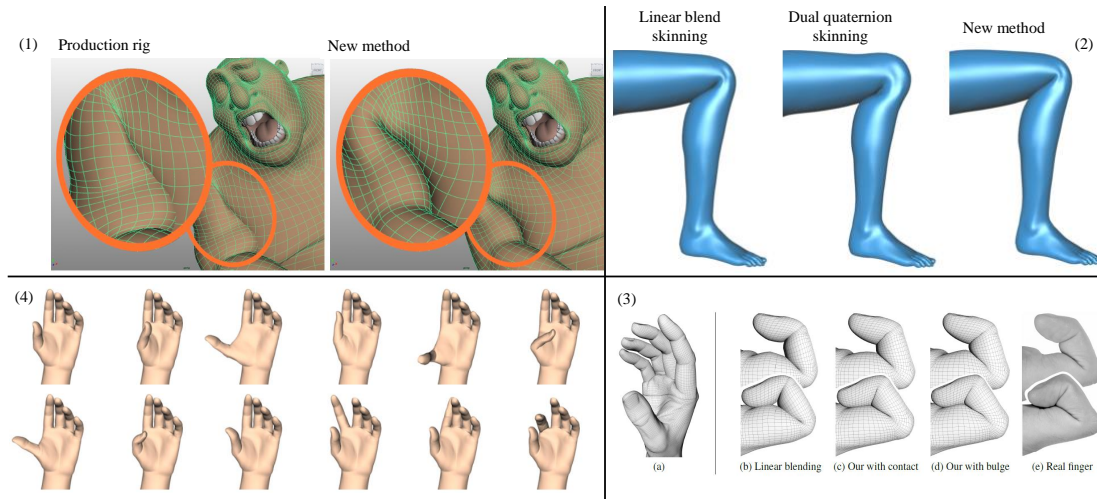 (1)
Production rig
New method
Linear blend
skinning
Dual quaternion
skinning
New method
(2)
(4)
(3)
(a)
(b) Linear blending
(c) Our with contact
(d) Our with bulge
(e) Real finger